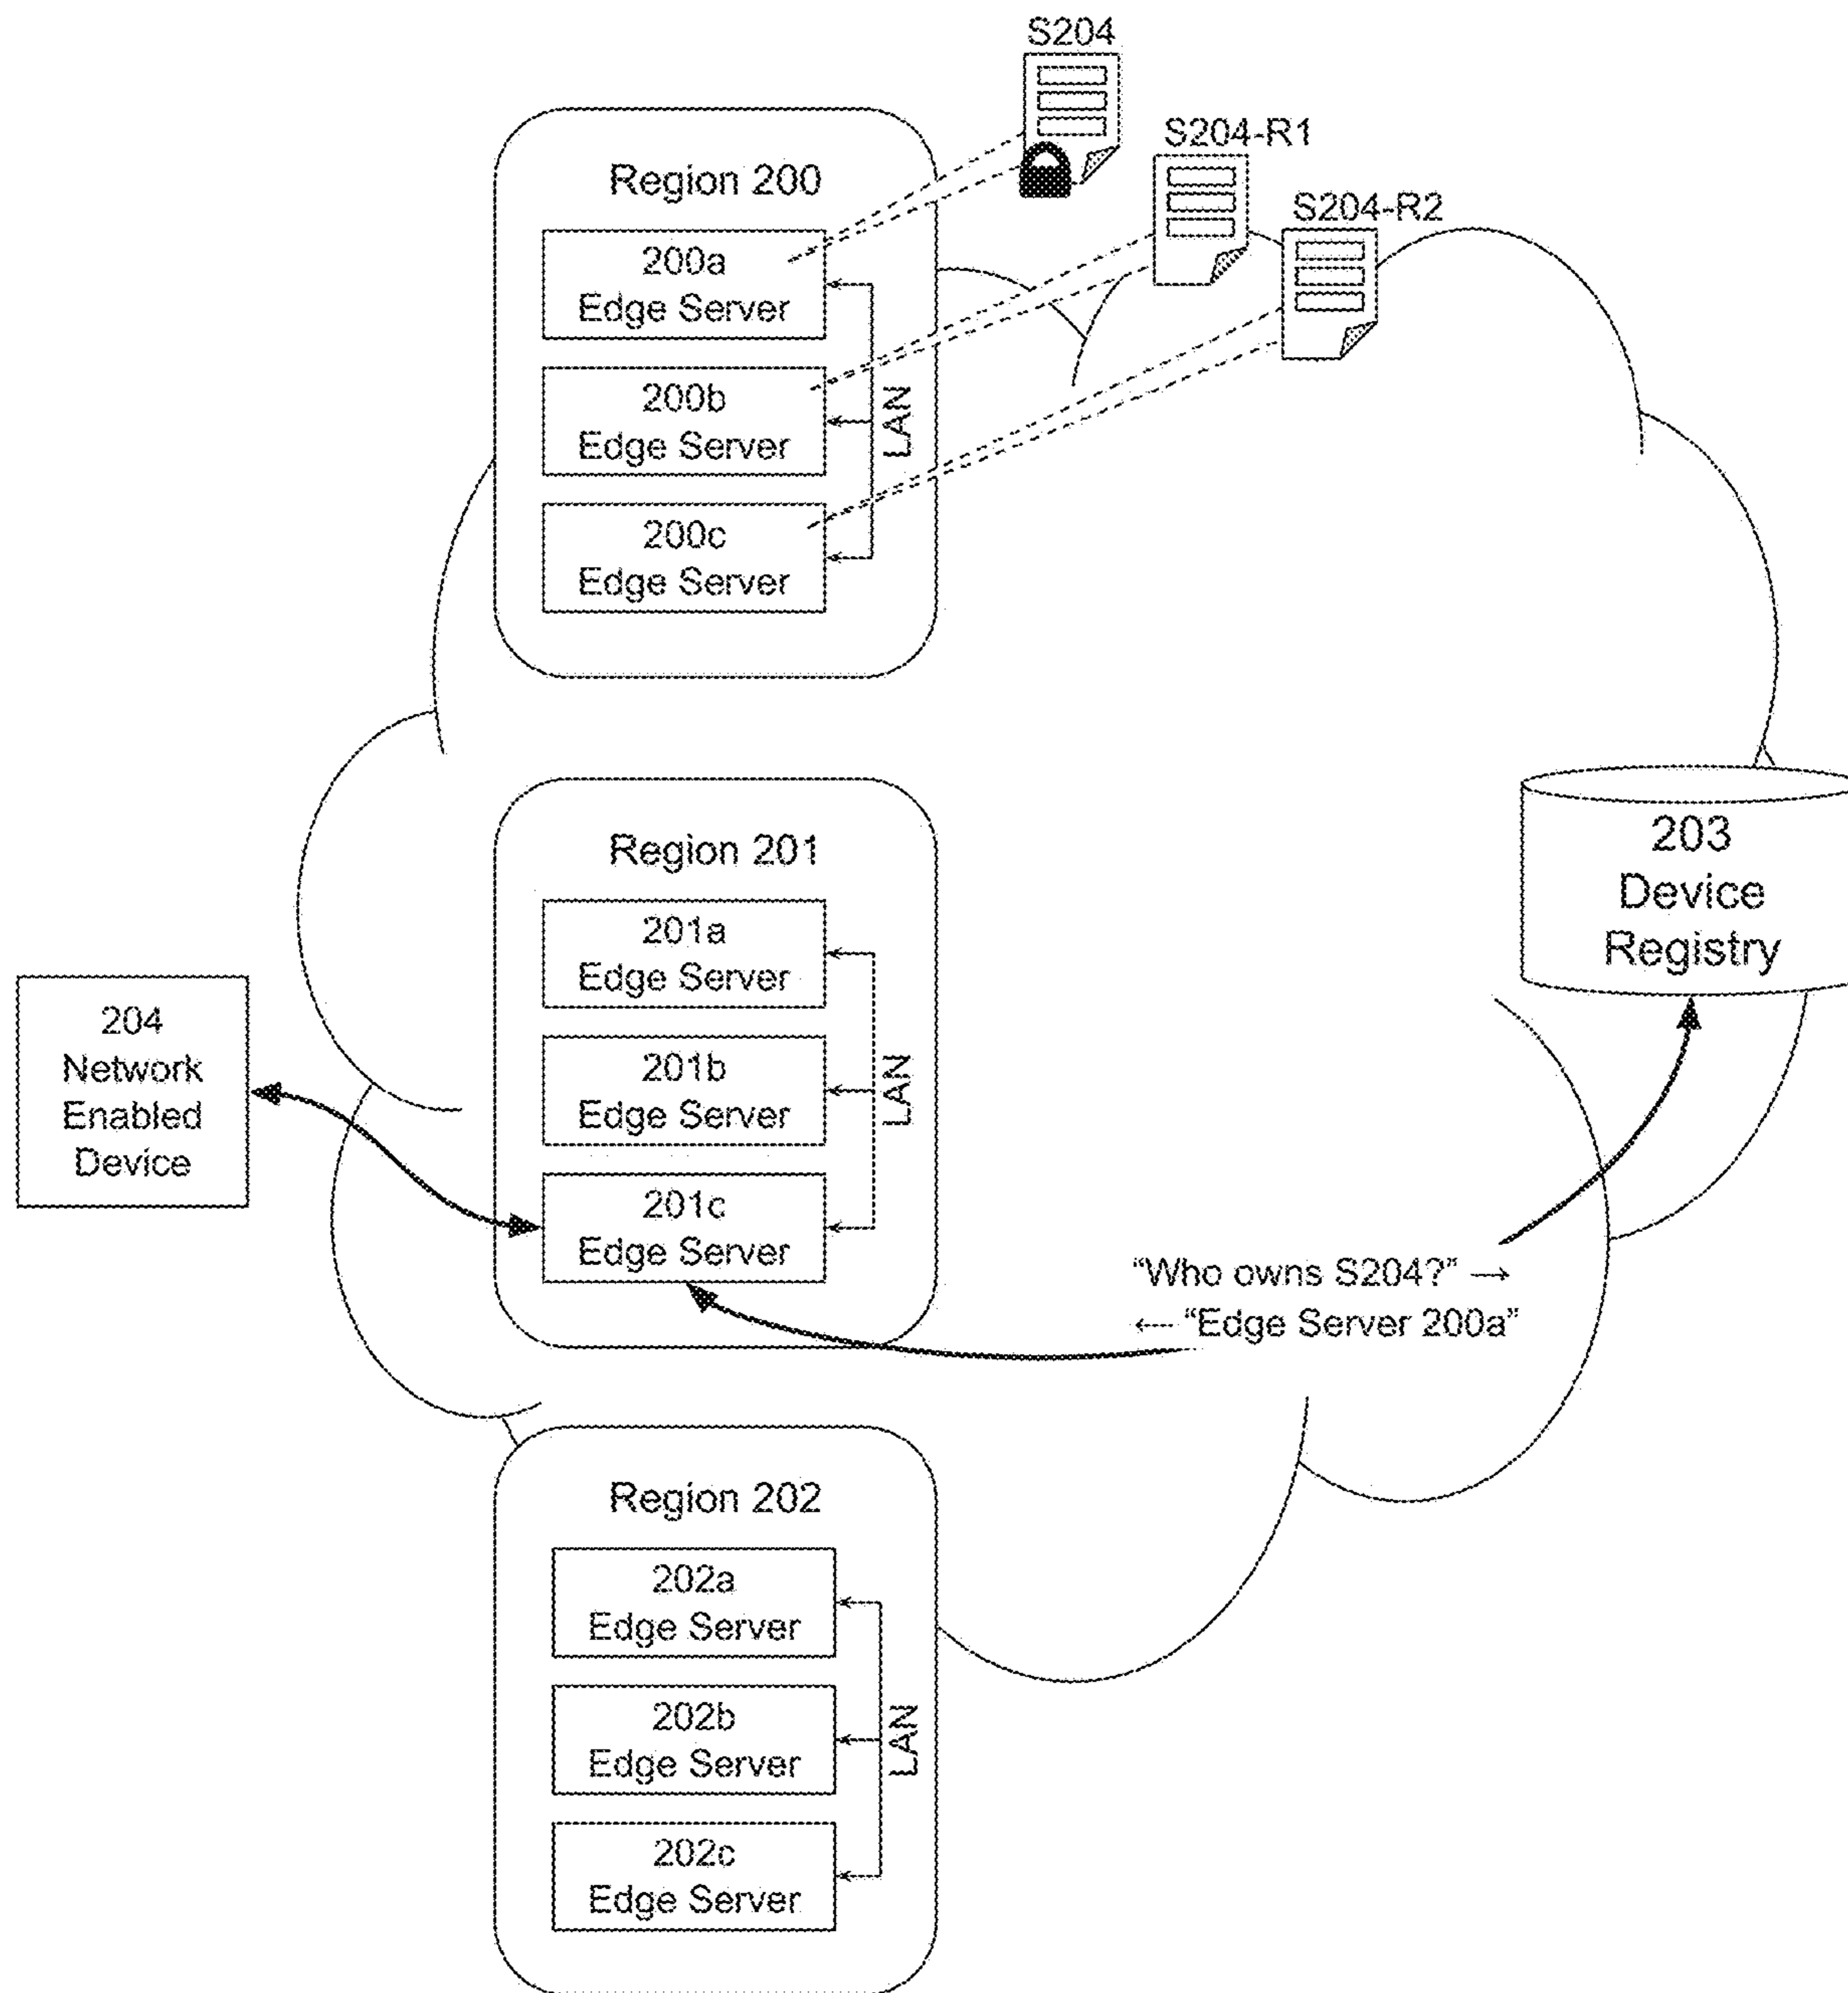 S204
S204-R1
S204-R2
Region 200
200a
Edge Server
200b
Edge Server
200c
Edge Server
LAN
Region 201
201a
Edge Server
201b
Edge Server
201c
Edge Server
LAN
203
Device
Registry
204
Network
Enabled
Device
“Who owns S204?” →
← “Edge Server 200a”
Region 202
202a
Edge Server
202b
Edge Server
202c
Edge Server
LAN